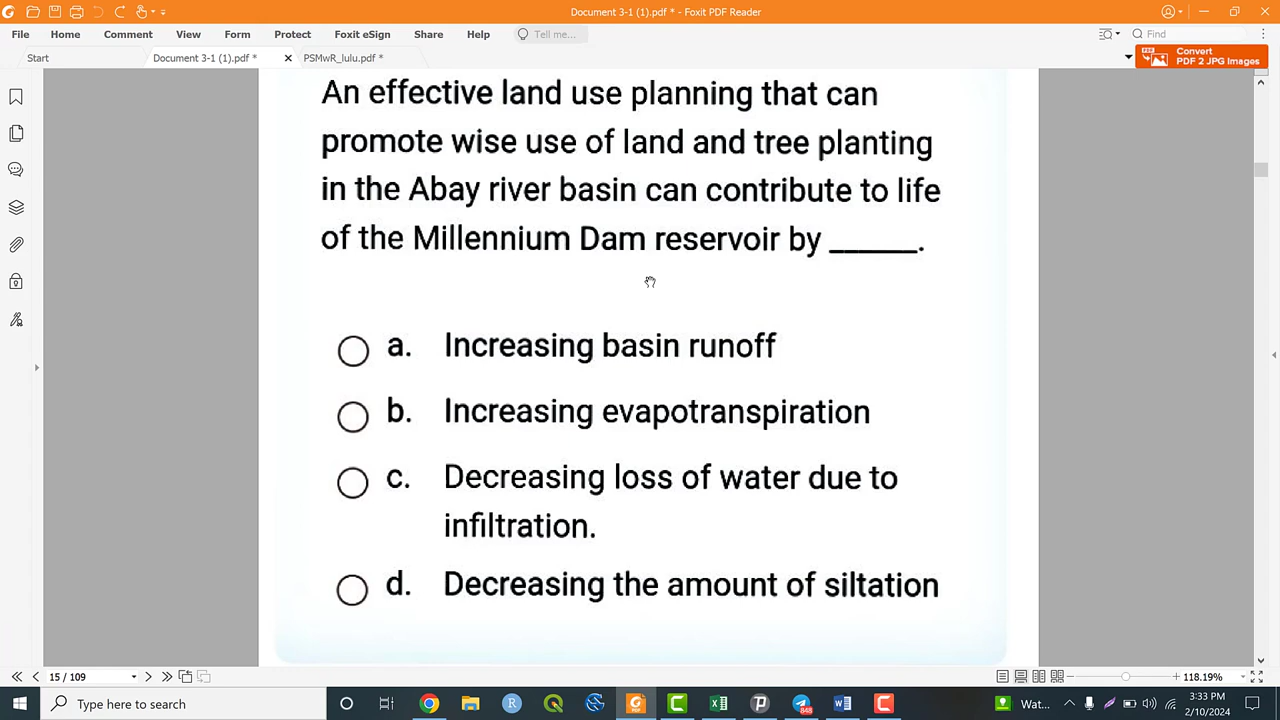 Document 3-1 (1).pdf * - Foxit PDF Reader
File Home Comment View Form Protect Foxit eSign Share Help Tell me... Find
Start Document 3-1 (1).pdf * PSMwR_lulu.pdf *
Convert
PDF 2 JPG Images
An effective land use planning that can
promote wise use of land and tree planting
in the Abay river basin can contribute to life
of the Millennium Dam reservoir by ______.
a. Increasing basin runoff
b. Increasing evapotranspiration
c. Decreasing loss of water due to
infiltration.
d. Decreasing the amount of siltation
15 / 109
118.19%
Type here to search
848
Wat...
3:33 PM
2/10/2024